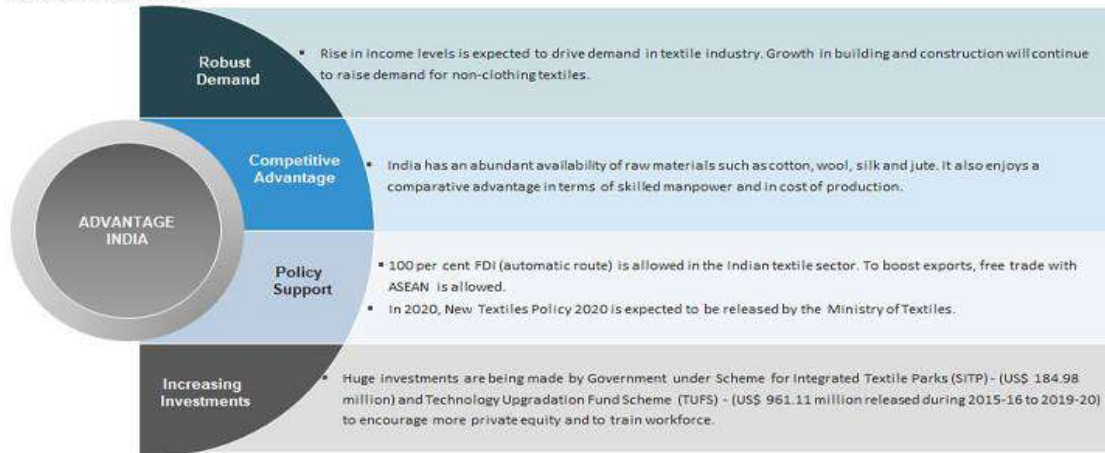 Robust
Demand
▪ Rise in income levels is expected to drive demand in textile industry. Growth in building and construction will continue
to raise demand for non-clothing textiles.
Competitive
Advantage
▪ India has an abundant availability of raw materials such as cotton, wool, silk and jute. It also enjoys a
comparative advantage in terms of skilled manpower and in cost of production.
ADVANTAGE
INDIA
Policy
Support
▪ 100 per cent FDI (automatic route) is allowed in the Indian textile sector. To boost exports, free trade with
ASEAN is allowed.
▪ In 2020, New Textiles Policy 2020 is expected to be released by the Ministry of Textiles.
Increasing
Investments
▪ Huge investments are being made by Government under Scheme for Integrated Textile Parks (SITP) - (US$ 184.98
million) and Technology Upgradation Fund Scheme (TUFS) - (US$ 961.11 million released during 2015-16 to 2019-20)
to encourage more private equity and to train workforce.